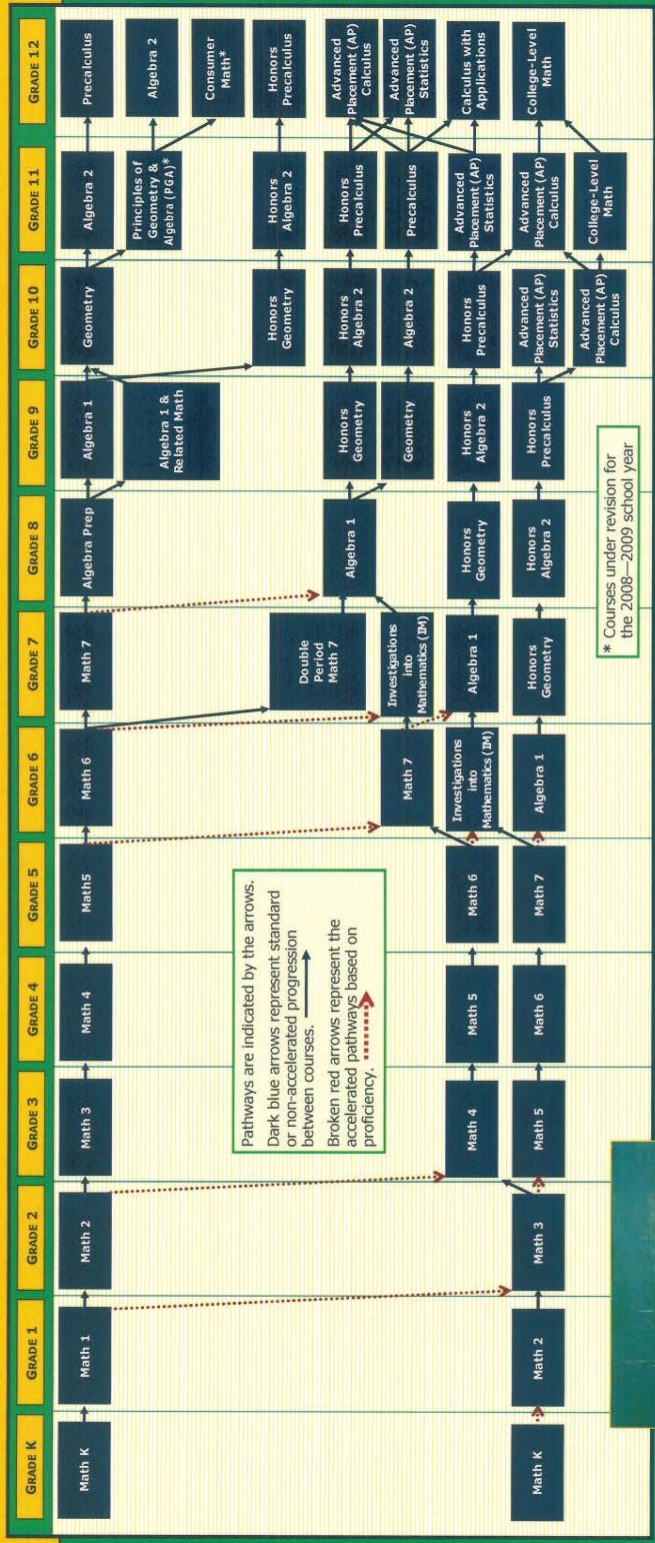 GRADE K
GRADE 1
GRADE 2
GRADE 3
GRADE 4
GRADE 5
GRADE 6
GRADE 7
GRADE 8
GRADE 9
GRADE 10
GRADE 11
GRADE 12
Math K
Math 1
Math 2
Math 3
Math 4
Math5
Math 6
Math 7
Algebra Prep
Algebra 1
Geometry
Algebra 2
Precalculus
Algebra 1 &
Related Math
Principles of
Geometry &
Algebra (PGA)*
Algebra 2
Consumer
Math*
Double
Period
Math 7
Honors
Geometry
Honors
Algebra 2
Honors
Precalculus
Pathways are indicated by the arrows.
Dark blue arrows represent standard
or non-accelerated progression
between courses.
Broken red arrows represent the
accelerated pathways based on
proficiency.
Algebra 1
Honors
Geometry
Honors
Algebra 2
Honors
Precalculus
Advanced
Placement (AP)
Calculus
Math 7
Investigations
into
Mathematics (IM)
Geometry
Algebra 2
Precalculus
Advanced
Placement (AP)
Statistics
Math 4
Math 5
Math 6
Investigations
into
Mathematics (IM)
Algebra 1
Honors
Geometry
Honors
Algebra 2
Honors
Precalculus
Advanced
Placement (AP)
Statistics
Calculus with
Applications
Math K
Math 2
Math 3
Math 5
Math 6
Math 7
Algebra 1
Honors
Geometry
Honors
Algebra 2
Honors
Precalculus
Advanced
Placement (AP)
Statistics
Advanced
Placement (AP)
Calculus
College-Level
Math
Advanced
Placement (AP)
Calculus
College-Level
Math
* Courses under revision for
the 2008—2009 school year